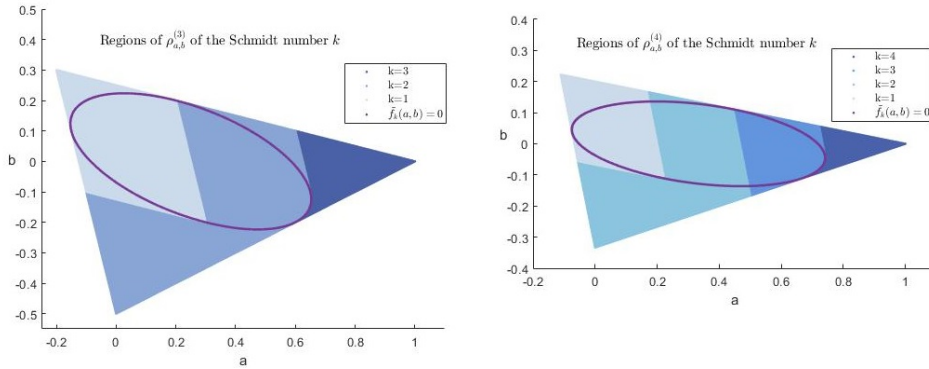 Regions of ρ_{a,b}^{(3)} of the Schmidt number k
k=3
k=2
k=1
f̃_k(a, b) = 0
0.5
0.4
0.3
0.2
0.1
0
-0.1
-0.2
-0.3
-0.4
-0.5
b
-0.2 0 0.2 0.4 0.6 0.8 1
a
Regions of ρ_{a,b}^{(4)} of the Schmidt number k
k=4
k=3
k=2
k=1
f̃_k(a, b) = 0
0.4
0.3
0.2
0.1
0
-0.1
-0.2
-0.3
-0.4
b
-0.2 0 0.2 0.4 0.6 0.8 1
a